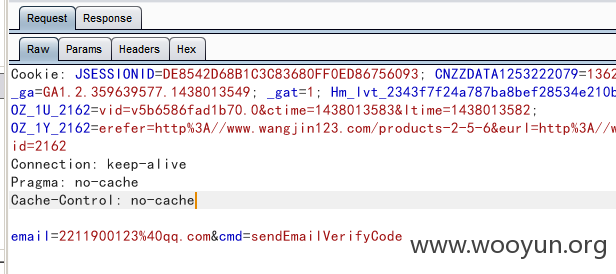 Request Response
Raw Params Headers Hex
Cookie: JSESSIONID=DE8542D68B1C3C83680FF0ED86756093; CNZZDATA1253222079=1362
_ga=GA1.2.359639577.1438013549; _gat=1; Hm_lvt_2343f7f24a787ba8bef28534e210b
OZ_1U_2162=vid=v5b6586fad1b70.0&ctime=1438013583&ltime=1438013582;
OZ_1Y_2162=erefer=http%3A//www.wangjin123.com/products-2-5-6&eurl=http%3A//w
id=2162
Connection: keep-alive
Pragma: no-cache
Cache-Control: no-cache
email=2211900123%40qq.com&cmd=sendEmailVerifyCode
www.wooyun.org